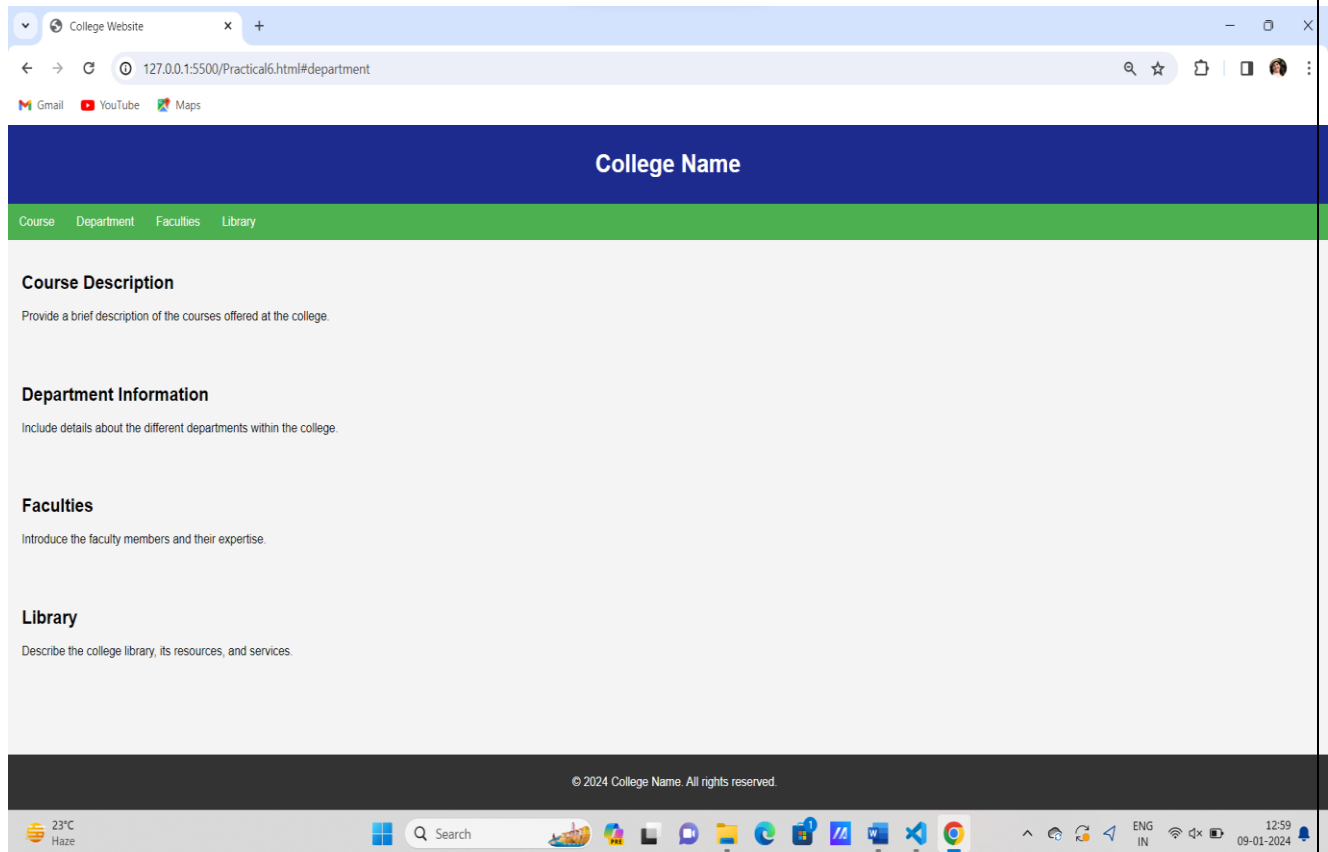 College Website
127.0.0.1:5500/Practical6.html#department
Gmail YouTube Maps
College Name
Course Department Faculties Library
Course Description
Provide a brief description of the courses offered at the college.
Department Information
Include details about the different departments within the college.
Faculties
Introduce the faculty members and their expertise.
Library
Describe the college library, its resources, and services.
© 2024 College Name. All rights reserved.
23°C
Haze
Search
PRE
1
ENG
IN
12:59
09-01-2024